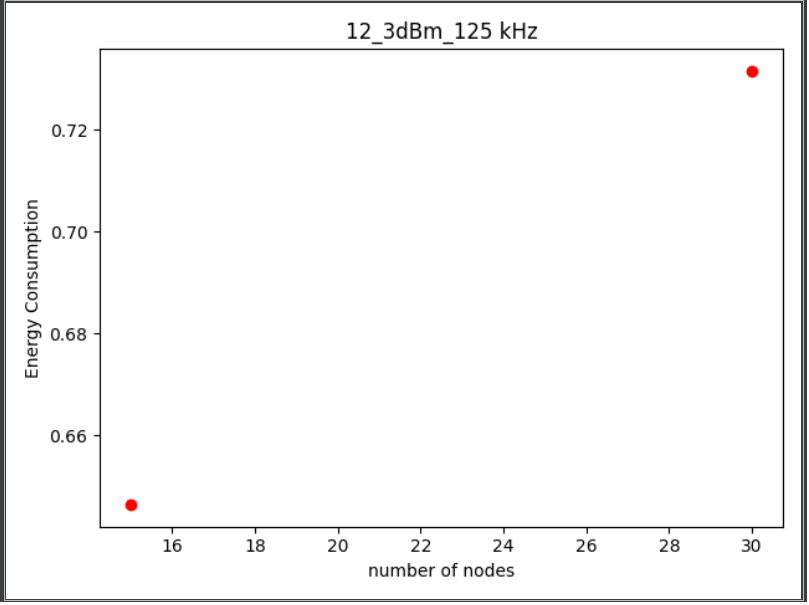 12_3dBm_125 kHz
Energy Consumption
0.72
0.70
0.68
0.66
16 18 20 22 24 26 28 30
number of nodes